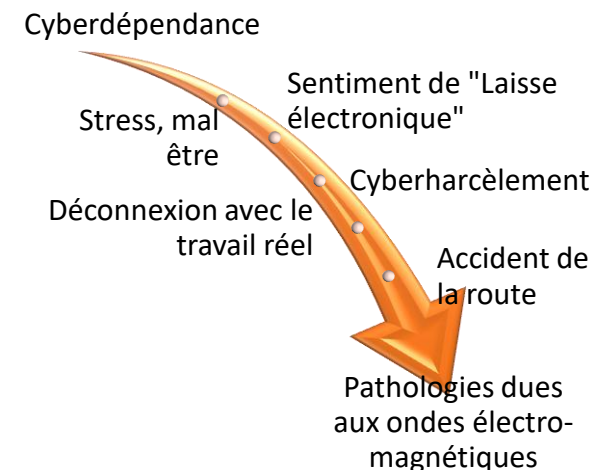 Cyberdépendance
Sentiment de "Laisse
électronique"
Stress, mal
être
Cyberharcèlement
Déconnexion avec le
travail réel
Accident de
la route
Pathologies dues
aux ondes électro-
magnétiques